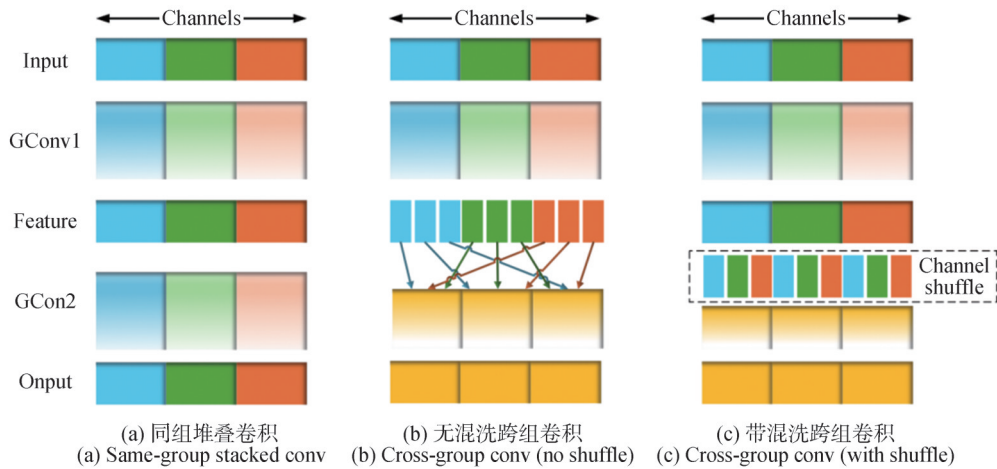 Channels
Channels
Channels
Input
GConv1
Feature
Channel
shuffle
GCon2
Onput
(a) 同组堆叠卷积
(a) Same-group stacked conv
(b) 无混洗跨组卷积
(b) Cross-group conv (no shuffle)
(c) 带混洗跨组卷积
(c) Cross-group conv (with shuffle)